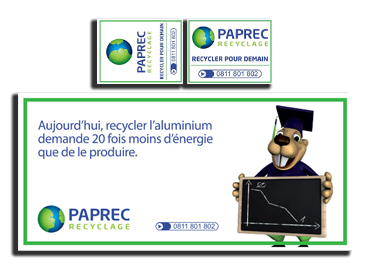 PAPREC
RECYCLAGE
RECYCLER POUR DEMAIN
0811 801 802
PAPREC
RECYCLAGE
RECYCLER POUR DEMAIN
0811 801 802
Aujourd'hui, recycler l'aluminium
demande 20 fois moins d'énergie
que de le produire.
PAPREC
RECYCLAGE
0811 801 802